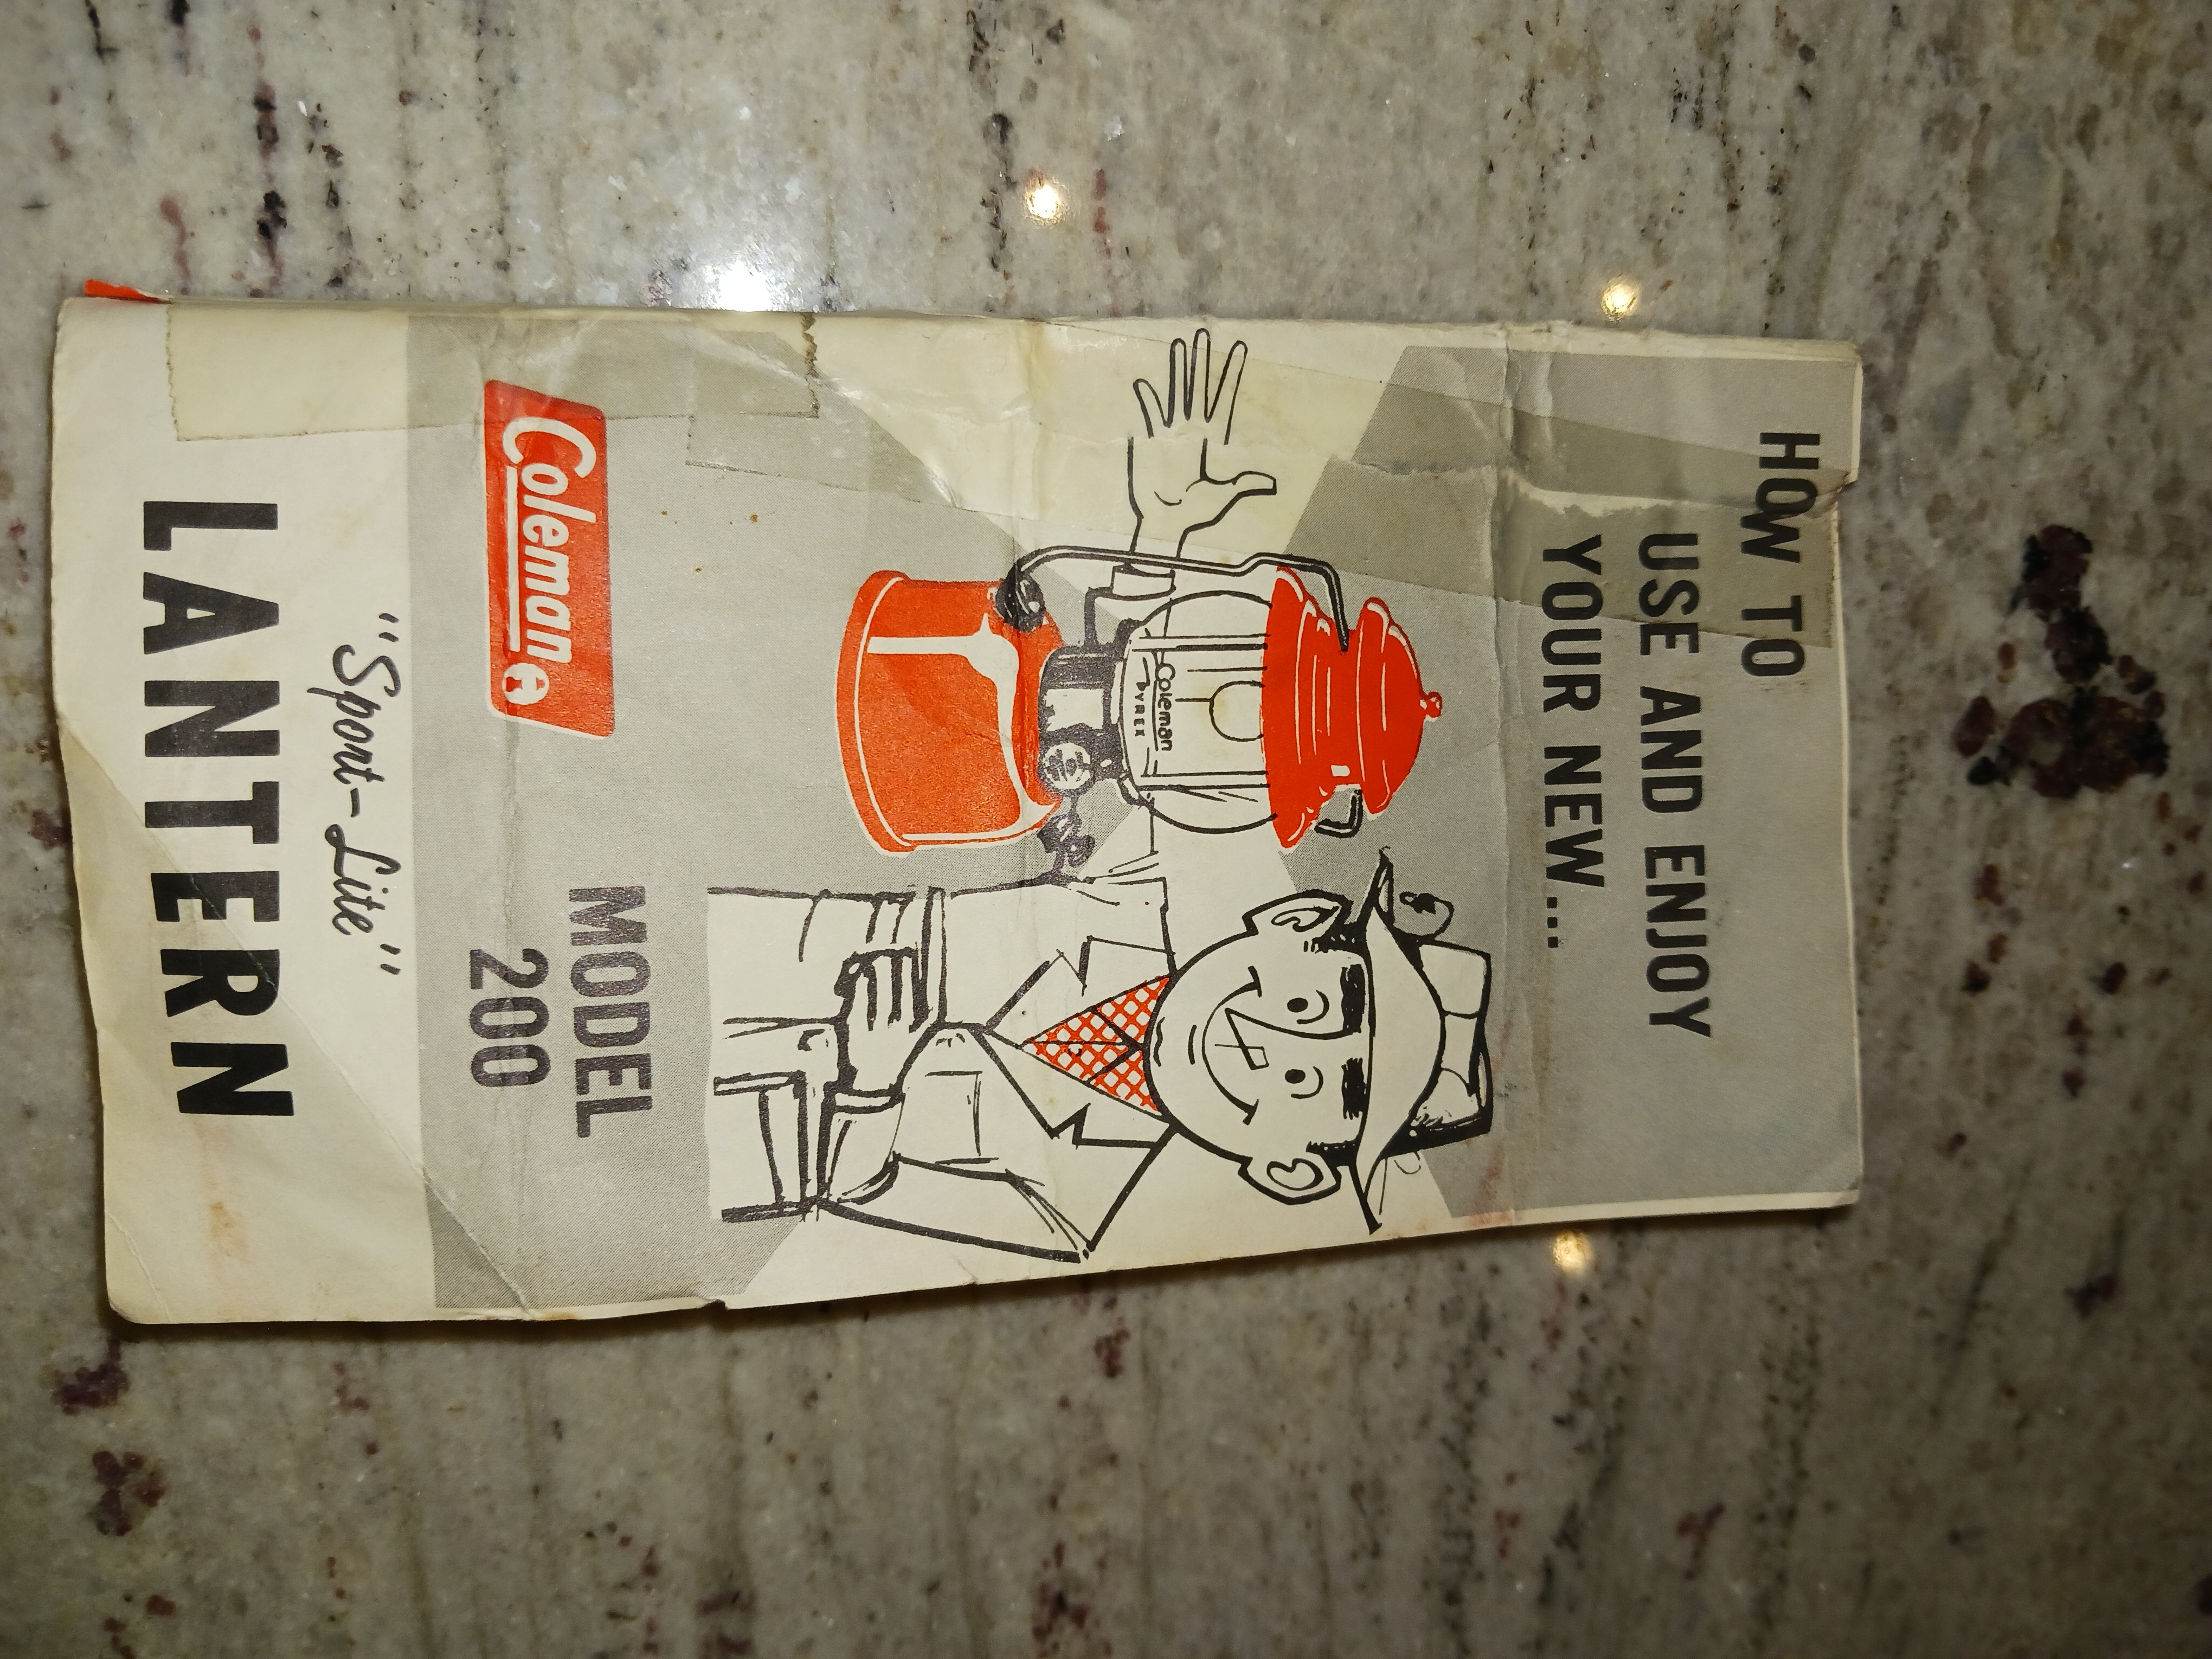 HOW TO
USE AND ENJOY
YOUR NEW...
Coleman
PYREX
MODEL
200
Coleman
"Sport-Lite"
LANTERN